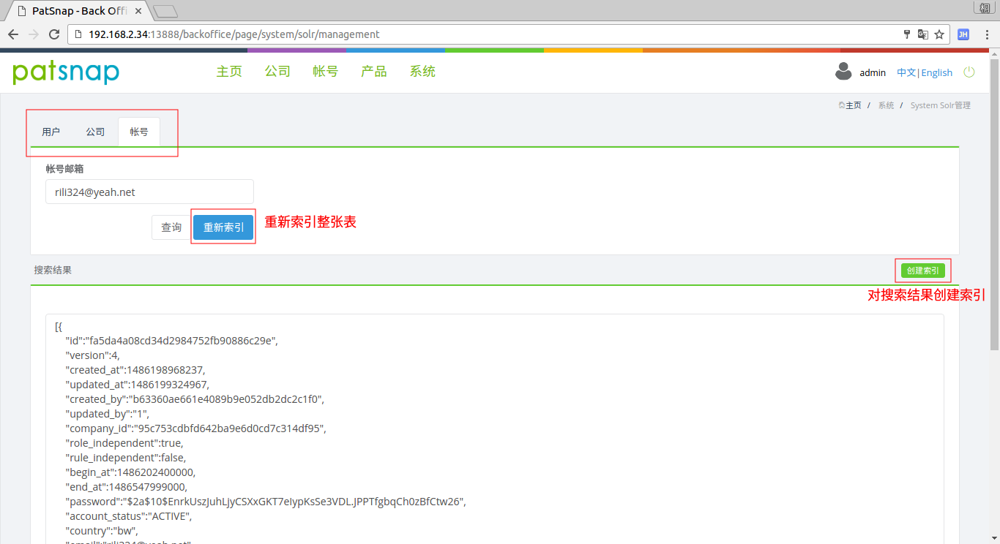 PatSnap - Back Offi
192.168.2.34:13888/backoffice/page/system/solr/management
JH
patsnap
主页 公司 帐号 产品 系统
admin 中文|English
主页 / 系统 / System Solr管理
用户 公司 帐号
帐号邮箱
rili324@yeah.net
查询 重新索引 重新索引整张表
搜索结果 创建索引
对搜索结果创建索引
[{
"id":"fa5da4a08cd34d2984752fb90886c29e",
"version":4,
"created_at":1486198968237,
"updated_at":1486199324967,
"created_by":"b63360ae661e4089b9e052db2dc2c1f0",
"updated_by":"1",
"company_id":"95c753cdbfd642ba9e6d0cd7c314df95",
"role_independent":true,
"rule_independent":false,
"begin_at":1486202400000,
"end_at":1486547999000,
"password":"$2a$10$EnrkUszJuhLjyCSXxGKT7eIypKsSe3VDL.JPPTfgbqCh0zBfCtw26",
"account_status":"ACTIVE",
"country":"bw",
"email":"rili324@yeah.net"